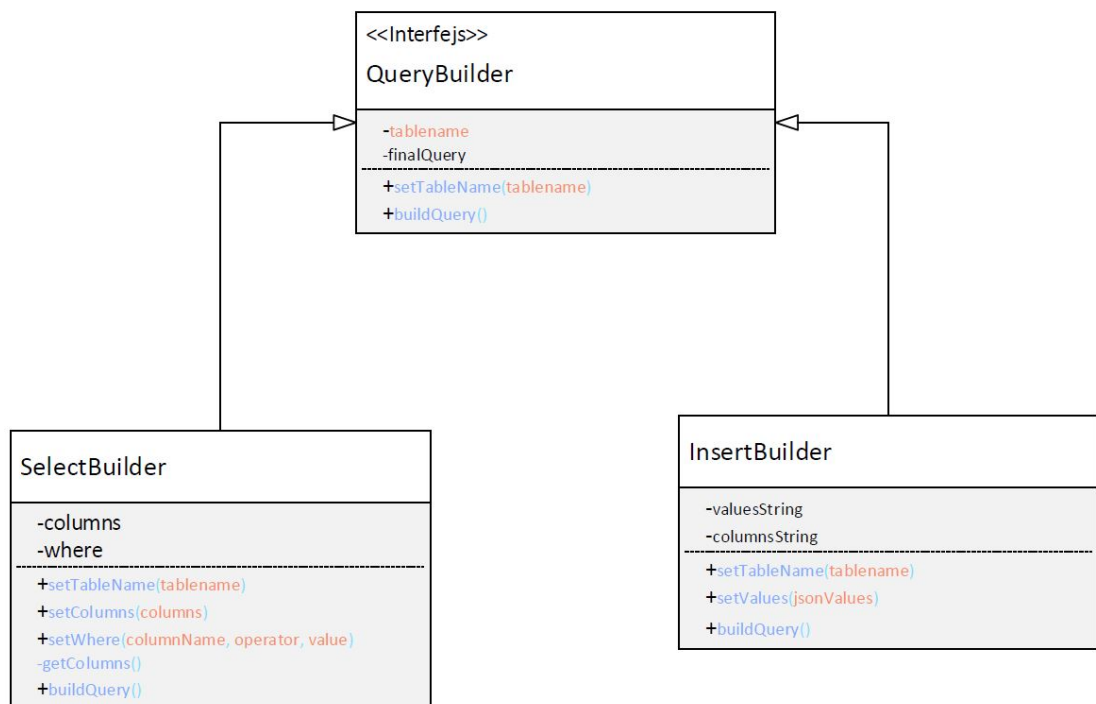 <<Interfejs>>
QueryBuilder
-tablename
-finalQuery
+setTableName(tablename)
+buildQuery()
SelectBuilder
-columns
-where
+setTableName(tablename)
+setColumns(columns)
+setWhere(columnName, operator, value)
-getColumns()
+buildQuery()
InsertBuilder
-valuesString
-columnsString
+setTableName(tablename)
+setValues(jsonValues)
+buildQuery()